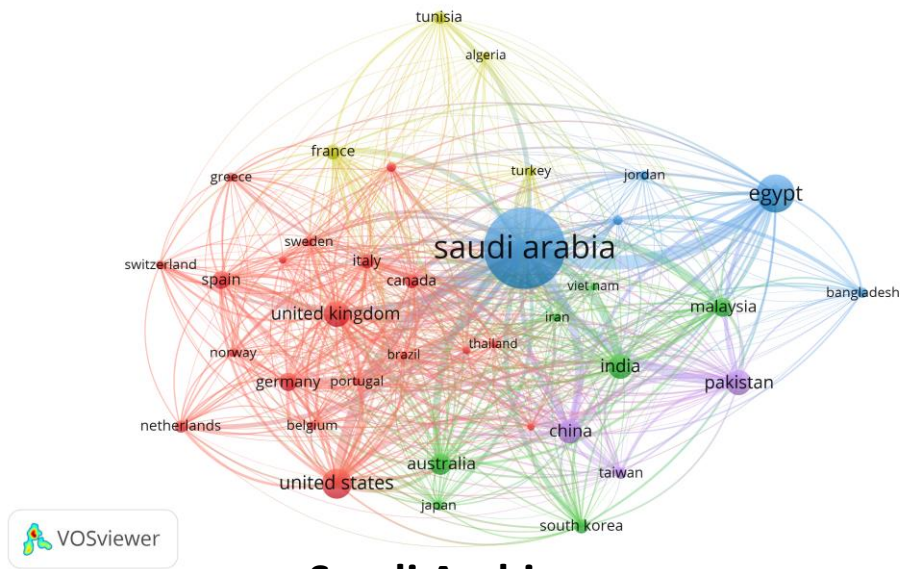 tunisia
algeria
france
turkey
greece
jordan
egypt
sweden
saudi arabia
switzerland
italy
spain
canada
viet nam
bangladesh
malaysia
united kingdom
iran
thailand
norway
brazil
india
germany
portugal
pakistan
netherlands
belgium
china
australia
taiwan
united states
japan
south korea
VOSviewer